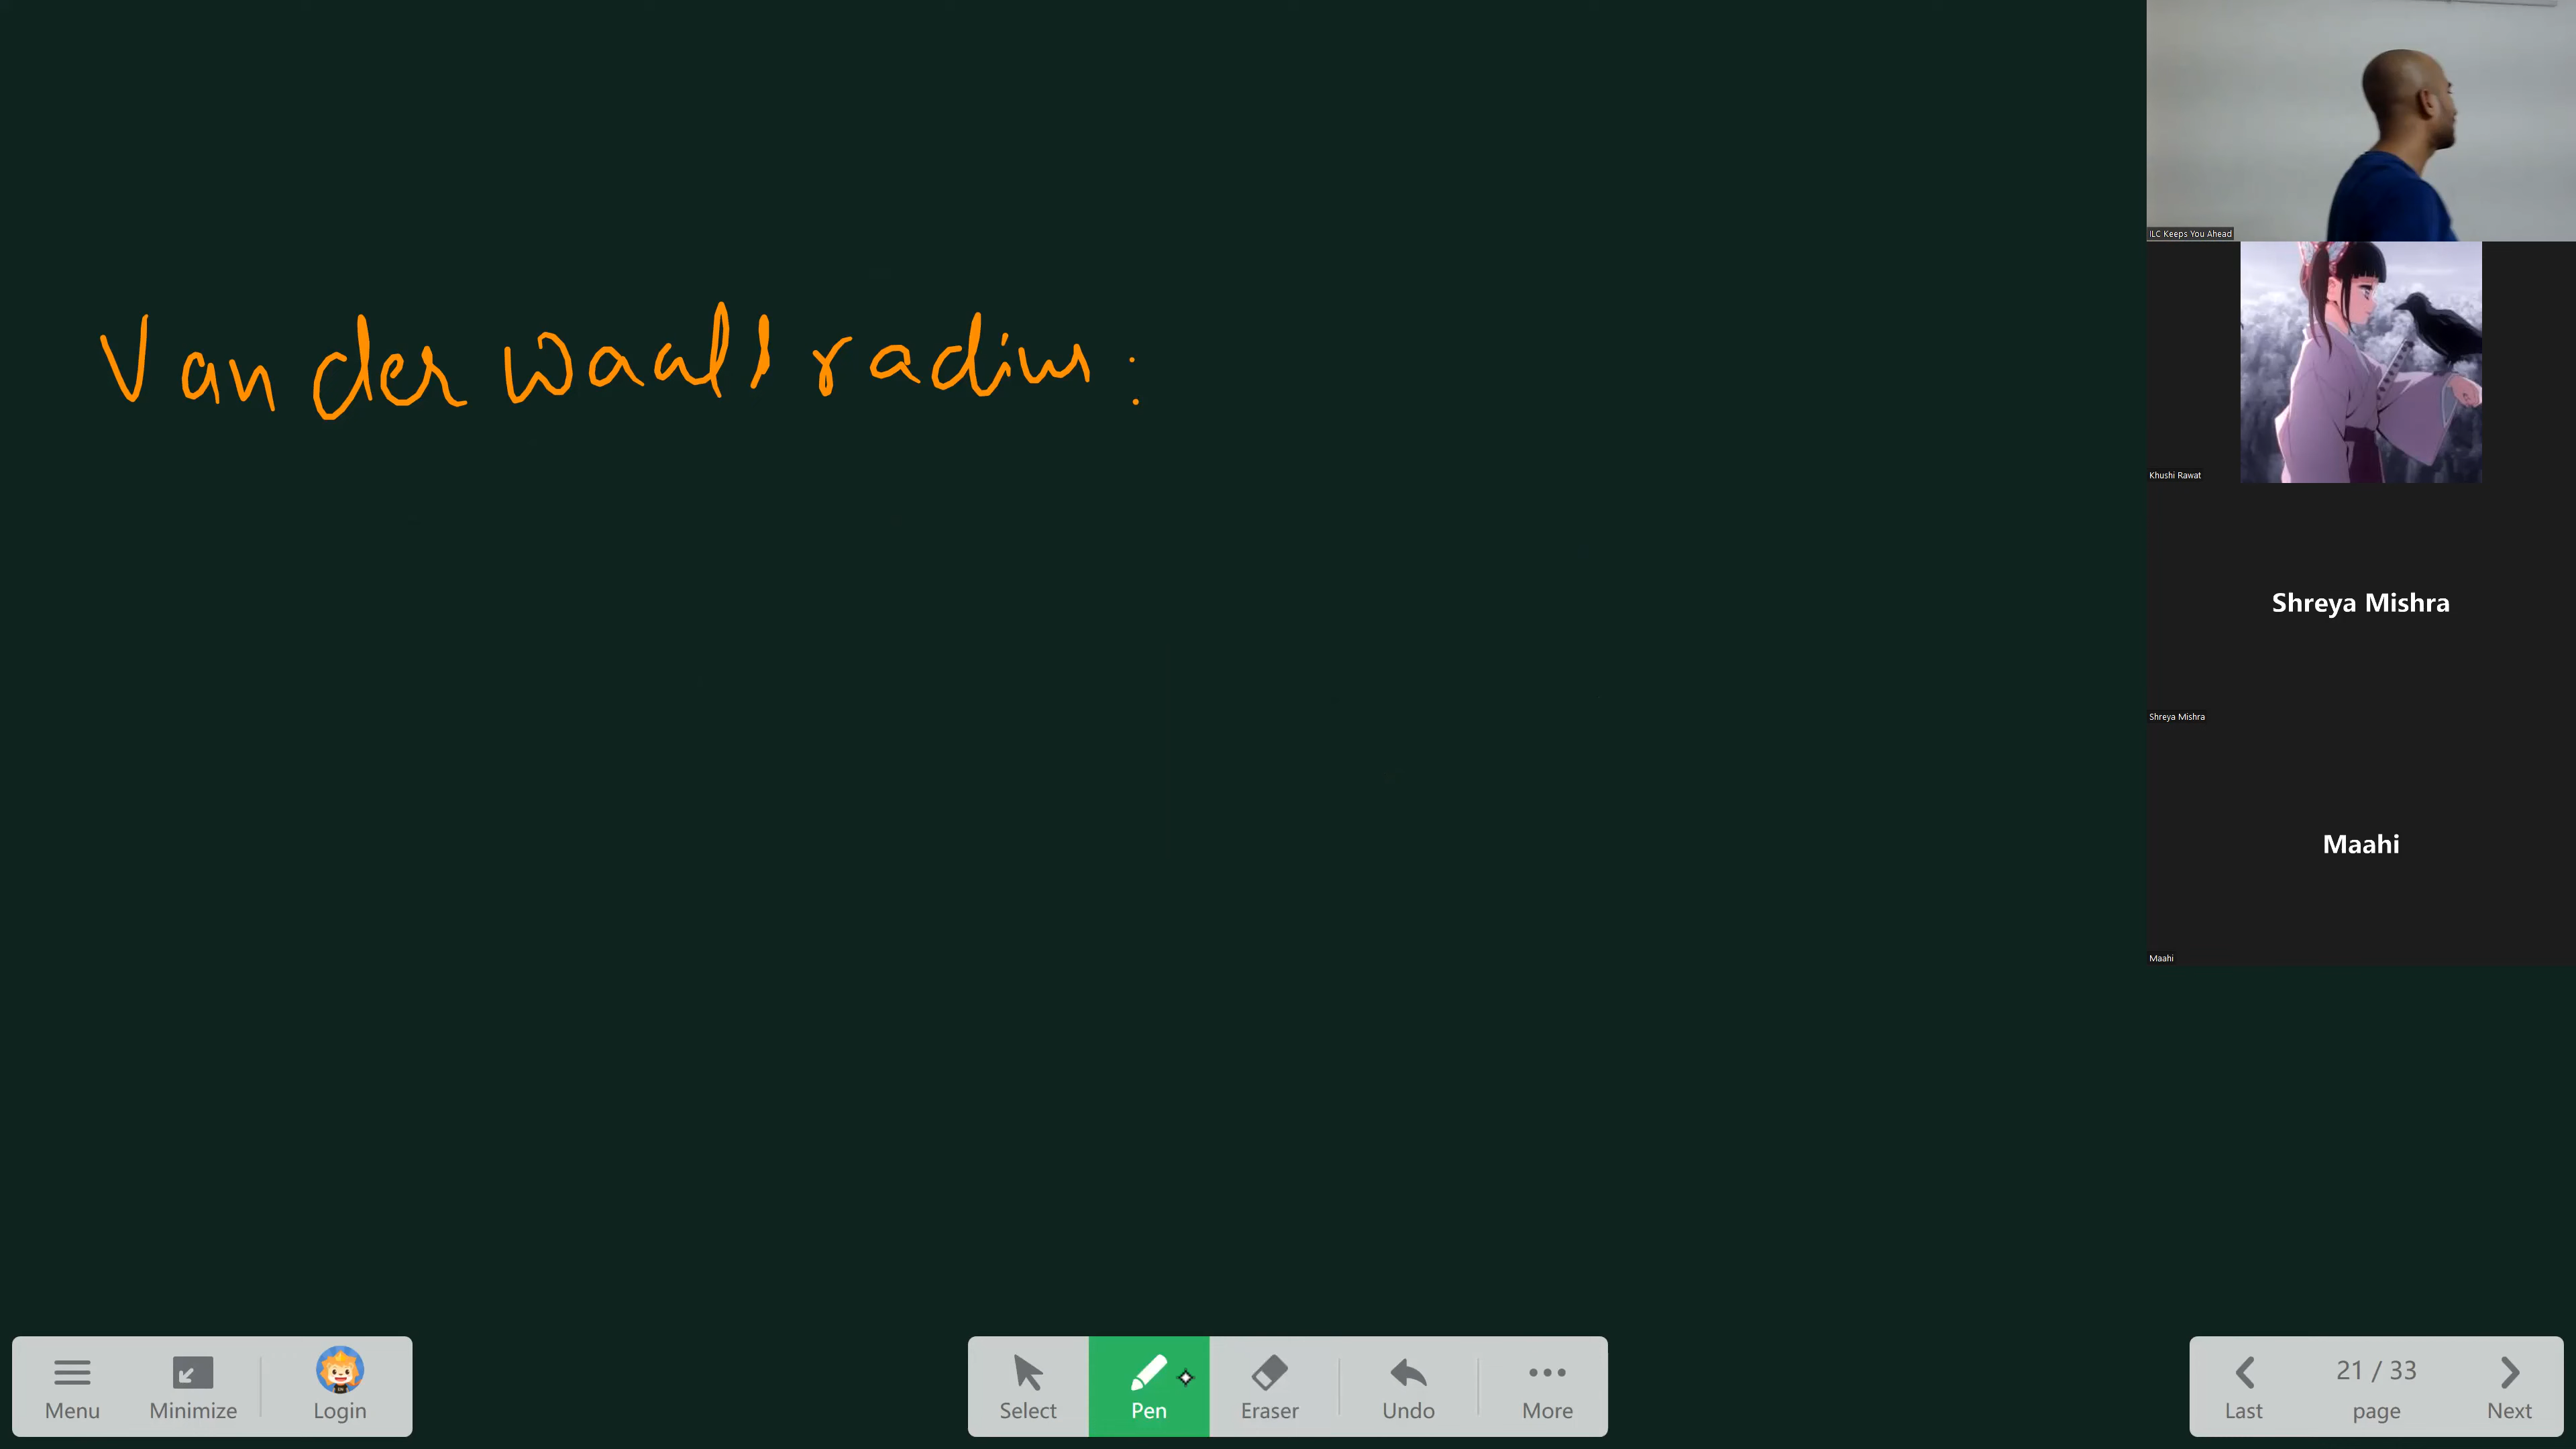 Van der waals radius :
ILC Keeps You Ahead
Khushi Rawat
Shreya Mishra
Shreya Mishra
Maahi
Maahi
Menu
Minimize
Login
Select
Pen
Eraser
Undo
More
Last
21 / 33
page
Next